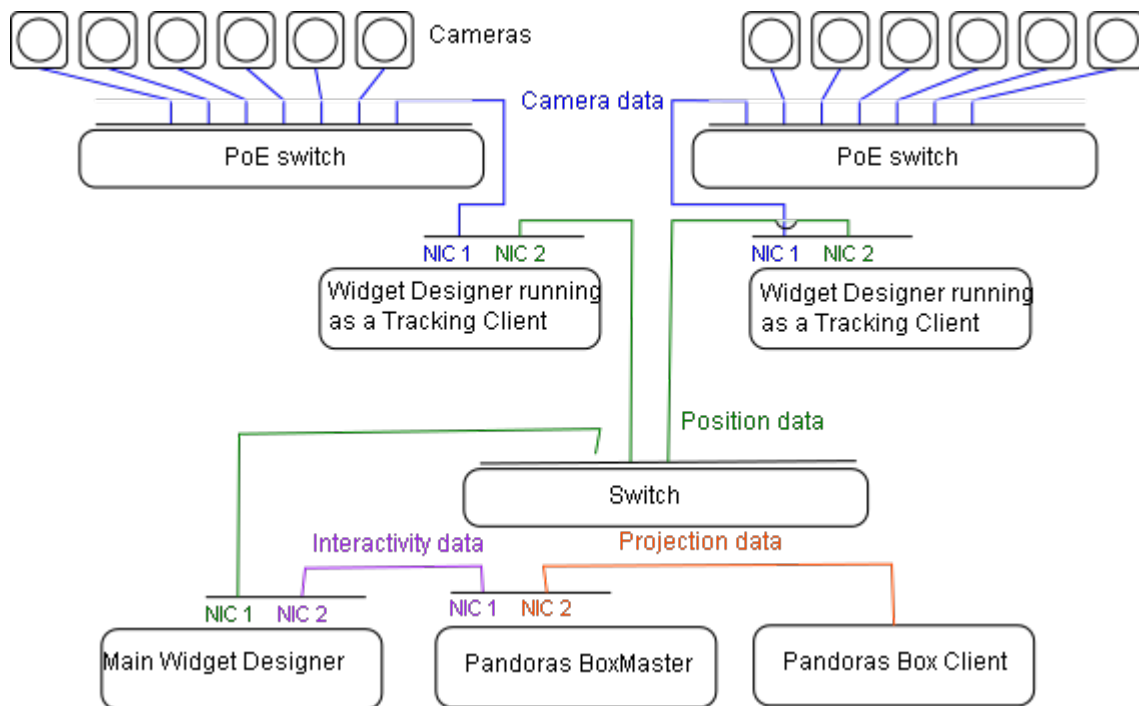 Cameras
Camera data
PoE switch
PoE switch
NIC 1
NIC 2
NIC 1
NIC 2
Widget Designer running
as a Tracking Client
Widget Designer running
as a Tracking Client
Position data
Switch
Interactivity data
Projection data
NIC 1
NIC 2
NIC 1
NIC 2
Main Widget Designer
Pandoras BoxMaster
Pandoras Box Client